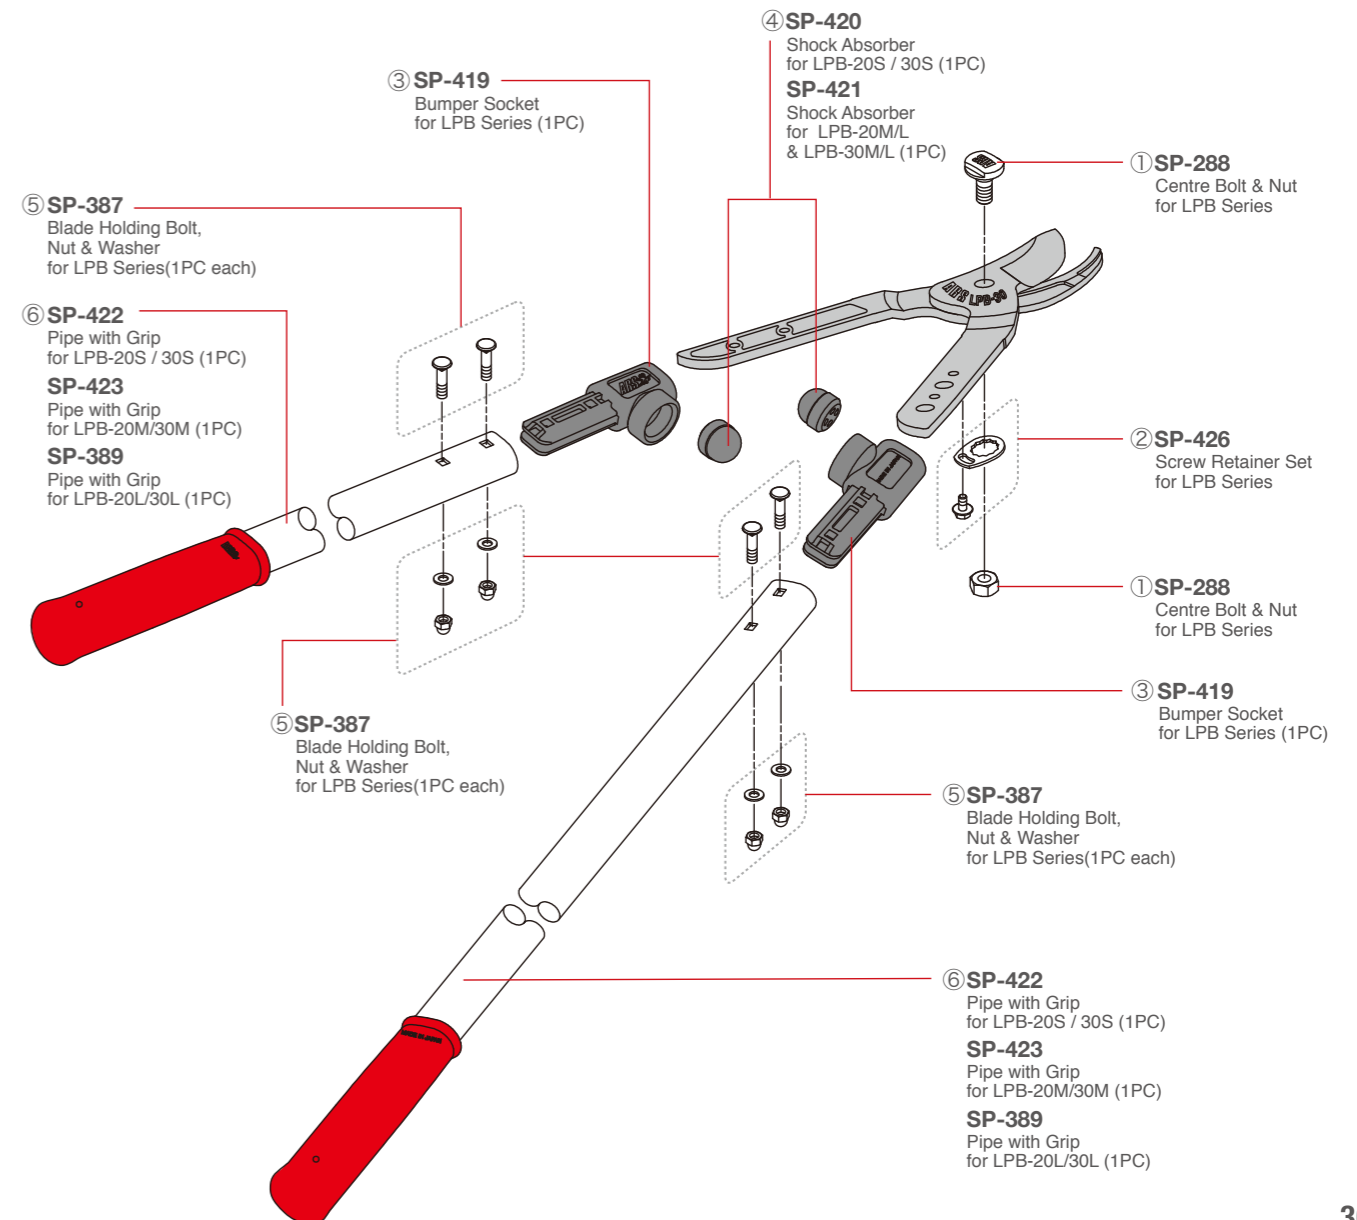 ④SP-420
Shock Absorber
for LPB-20S / 30S (1PC)
SP-421
Shock Absorber
for LPB-20M/L
& LPB-30M/L (1PC)
③SP-419
Bumper Socket
for LPB Series (1PC)
①SP-288
Centre Bolt & Nut
for LPB Series
⑤SP-387
Blade Holding Bolt,
Nut & Washer
for LPB Series(1PC each)
⑥SP-422
Pipe with Grip
for LPB-20S / 30S (1PC)
SP-423
Pipe with Grip
for LPB-20M/30M (1PC)
SP-389
Pipe with Grip
for LPB-20L/30L (1PC)
ARS LPB-30
ARS
②SP-426
Screw Retainer Set
for LPB Series
①SP-288
Centre Bolt & Nut
for LPB Series
③SP-419
Bumper Socket
for LPB Series (1PC)
⑤SP-387
Blade Holding Bolt,
Nut & Washer
for LPB Series(1PC each)
⑤SP-387
Blade Holding Bolt,
Nut & Washer
for LPB Series(1PC each)
⑥SP-422
Pipe with Grip
for LPB-20S / 30S (1PC)
SP-423
Pipe with Grip
for LPB-20M/30M (1PC)
SP-389
Pipe with Grip
for LPB-20L/30L (1PC)